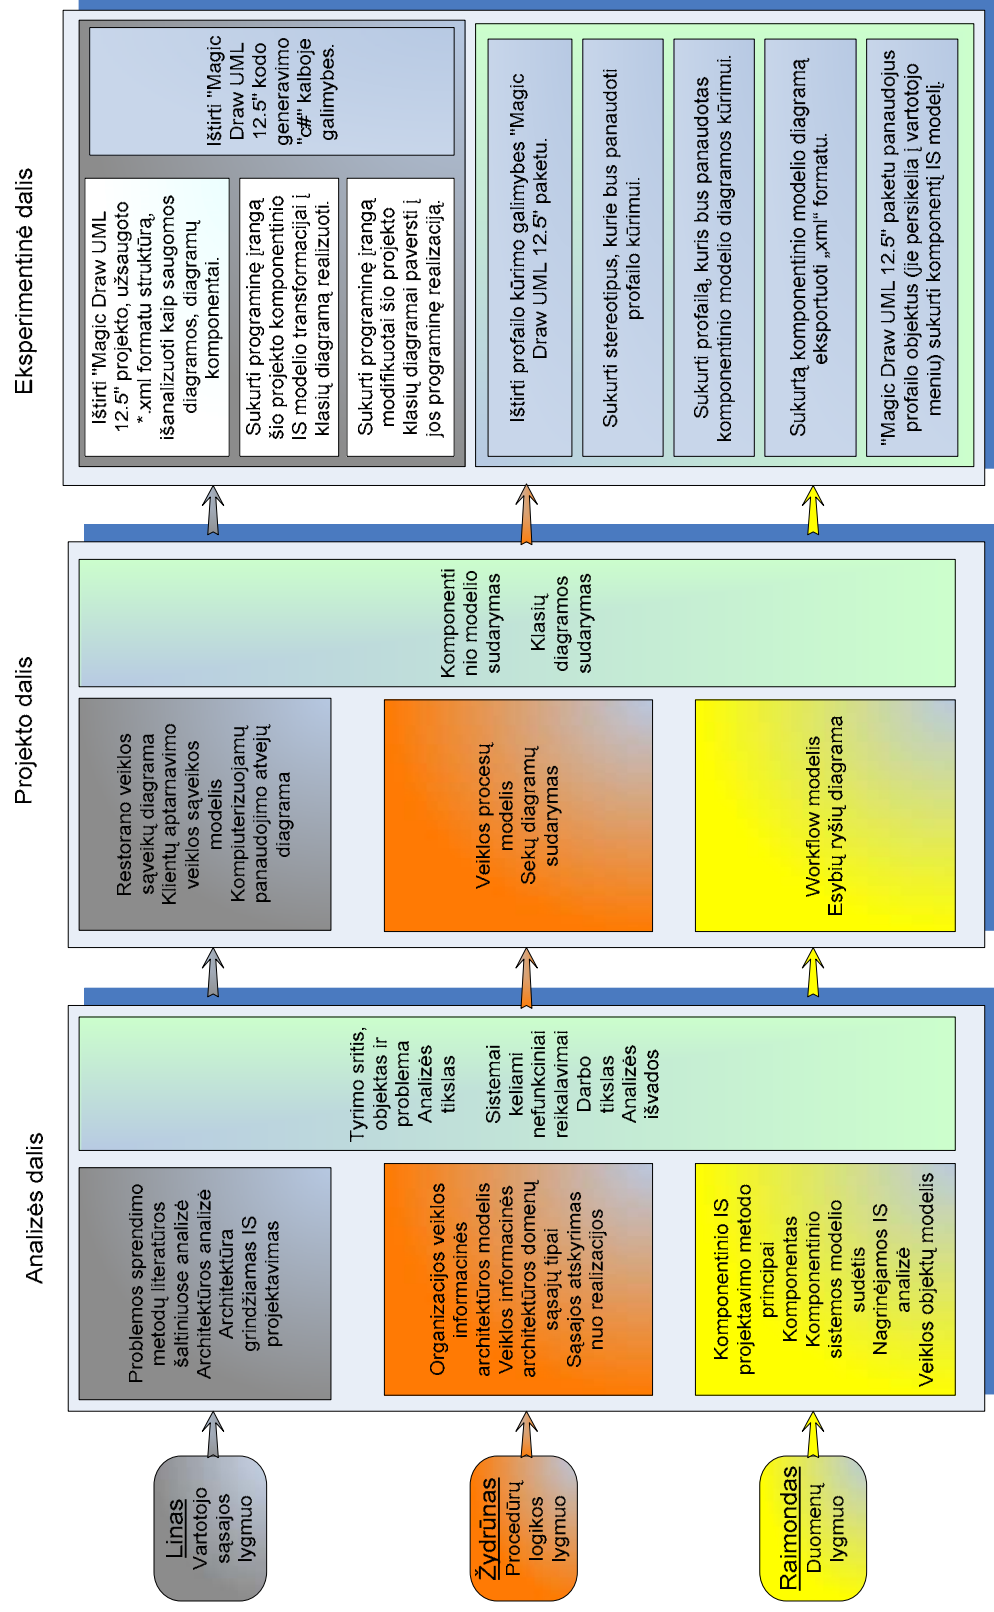 Analizės dalis
Projekto dalis
Eksperimentinė dalis
Linas
Vartotojo
sąsajos
lygmuo
Problemos sprendimo
metodų literatūros
šaltiniuose analizė
Architektūros analizė
Architektūra
grindžiamas IS
projektavimas
Restorano veiklos
sąveikų diagrama
Klientų aptarnavimo
veiklos sąveikos
modelis
Kompiuterizuojamų
panaudojimo atvejų
diagrama
Ištirti "Magic Draw UML
12.5" projekto, užsaugoto
*.xml formatu struktūrą,
išanalizuoti kaip saugomos
diagramos, diagramų
komponentai.
Sukurti programinę įrangą
šio projekto komponentinio
IS modelio transformacijai į
klasių diagramą realizuoti.
Sukurti programinę įrangą
modifikuotai šio projekto
klasių diagramai paversti į
jos programinę realizaciją.
Ištirti "Magic
Draw UML
12.5" kodo
generavimo
"c#" kalboje
galimybes.
Žydrūnas
Procedūrų
logikos
lygmuo
Organizacijos veiklos
informacinės
architektūros modelis
Veiklos informacinės
architektūros domenų
sąsajų tipai
Sąsajos atskyrimas
nuo realizacijos
Tyrimo sritis,
objektas ir
problema
Analizės
tikslas
Sistemai
keliami
nefunkciniai
reikalavimai
Darbo
tikslas
Analizės
išvados
Veiklos procesų
modelis
Sekų diagramų
sudarymas
Komponenti
nio modelio
sudarymas
Klasių
diagramos
sudarymas
Raimondas
Duomenų
lygmuo
Komponentinio IS
projektavimo metodo
principai
Komponentas
Komponentinio
sistemos modelio
sudėtis
Nagrinėjamos IS
analizė
Veiklos objektų modelis
Workflow modelis
Esybių ryšių diagrama
Ištirti profailo kūrimo galimybes "Magic
Draw UML 12.5" paketu.
Sukurti stereotipus, kurie bus panaudoti
profailo kūrimui.
Sukurti profailą, kuris bus panaudotas
komponentinio modelio diagramos kūrimui.
Sukurtą komponentinio modelio diagramą
eksportuoti „xml“ formatu.
"Magic Draw UML 12.5" paketu panaudojus
profailo objektus (jie persikelia į vartotojo
meniu) sukurti komponentį IS modelį.